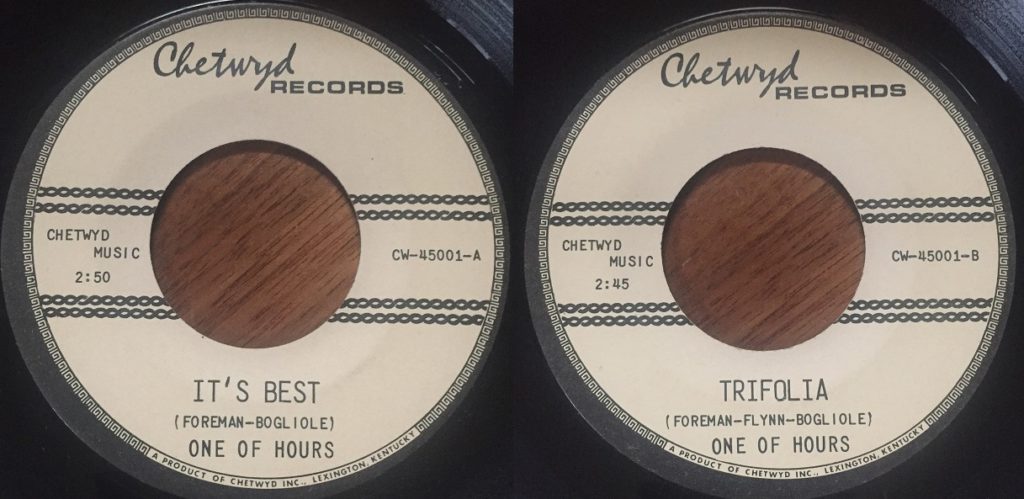 Chetwyd
RECORDS
CHETWYD
MUSIC
2:50
CW-45001-A
IT'S BEST
(FOREMAN-BOGLIOLE)
ONE OF HOURS
A PRODUCT OF CHETWYD INC., LEXINGTON, KENTUCKY
Chetwyd
RECORDS
CHETWYD
MUSIC
2:45
CW-45001-B
TRIFOLIA
(FOREMAN-FLYNN-BOGLIOLE)
ONE OF HOURS
A PRODUCT OF CHETWYD INC., LEXINGTON, KENTUCKY